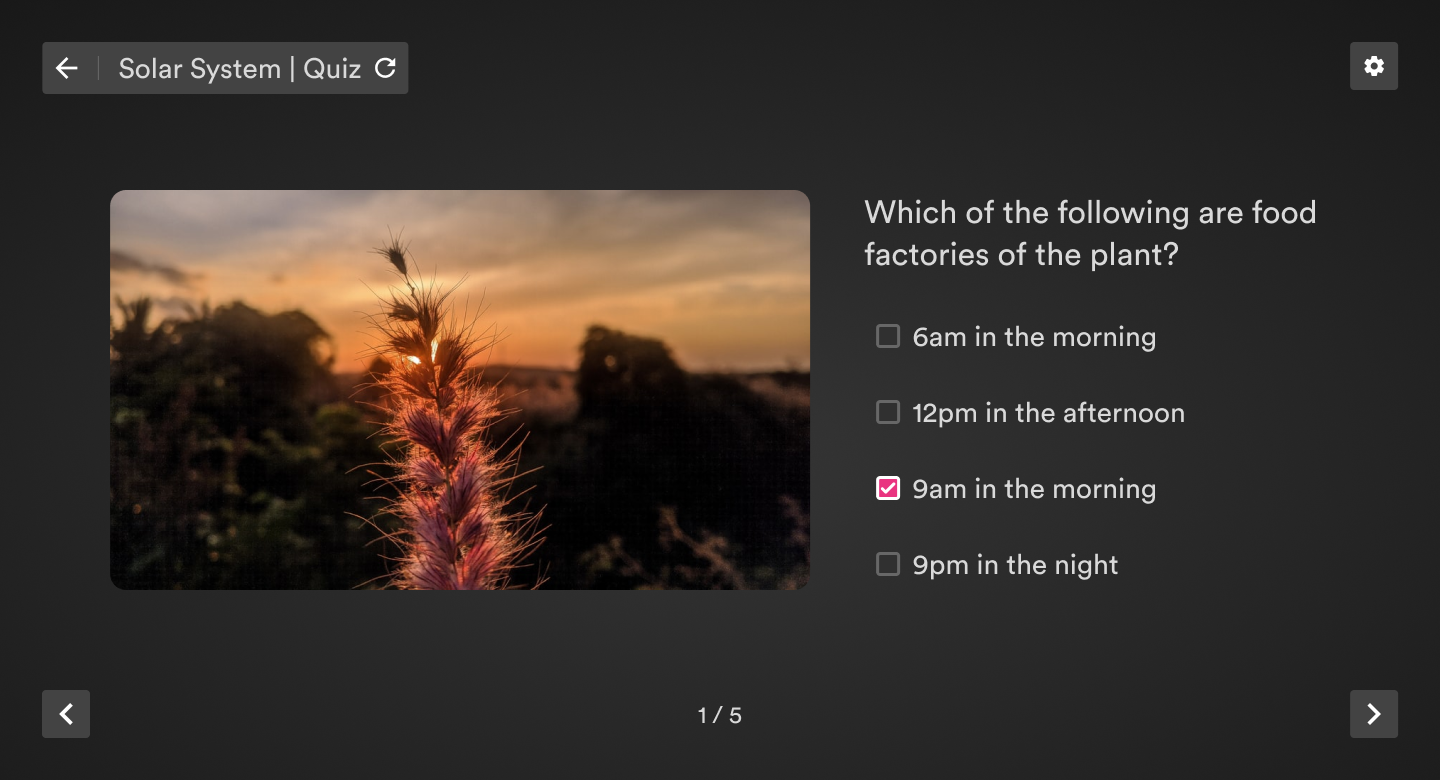 Solar System | Quiz
Which of the following are food
factories of the plant?
6am in the morning
12pm in the afternoon
9am in the morning
9pm in the night
1 / 5